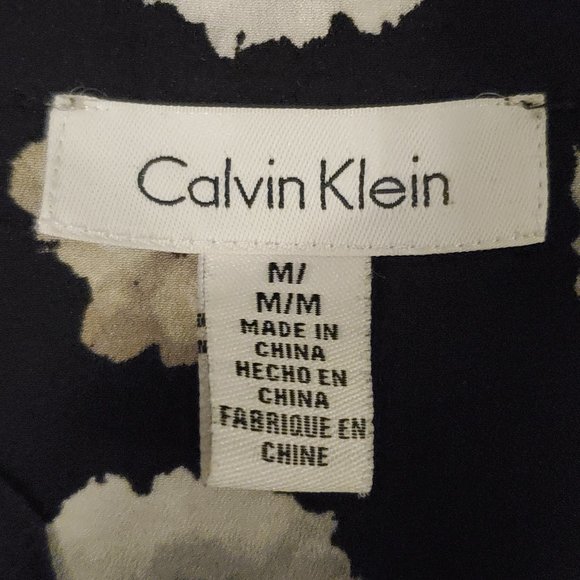 Calvin Klein
M/
M/M
MADE IN
CHINA
HECHO EN
CHINA
FABRIQUE EN
CHINE